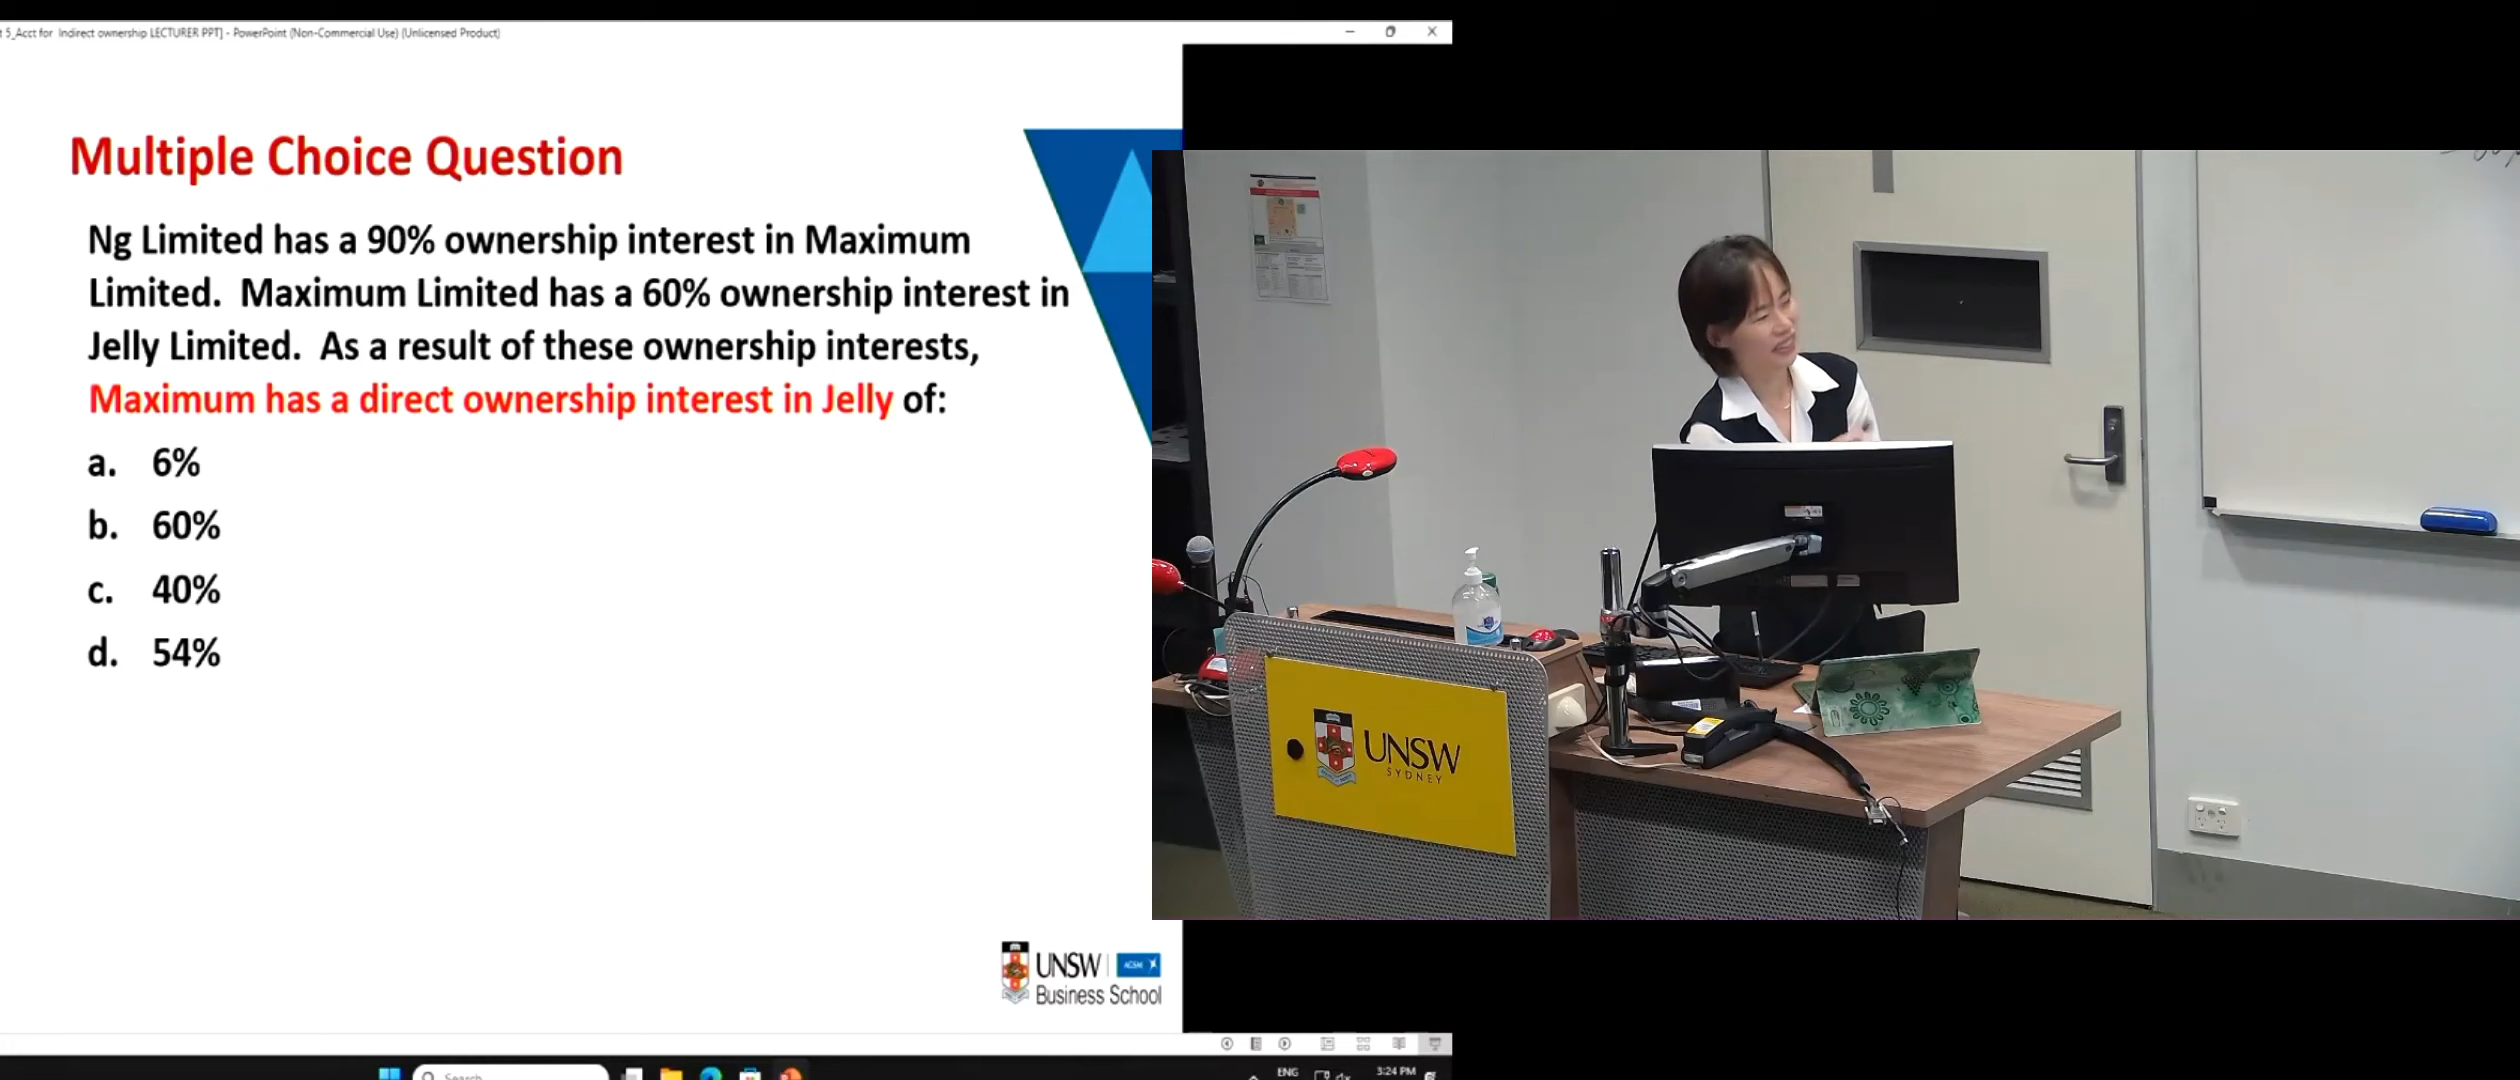 t 5_Acct for Indirect ownership LECTURER PPT] - PowerPoint (Non-Commercial Use) (Unlicensed Product)
Multiple Choice Question
Ng Limited has a 90% ownership interest in Maximum
Limited. Maximum Limited has a 60% ownership interest in
Jelly Limited. As a result of these ownership interests,
Maximum has a direct ownership interest in Jelly of:
a. 6%
b. 60%
c. 40%
d. 54%
UNSW
SYDNEY
UNSW AGSM
Business School
Search
ENG
3:24 PM